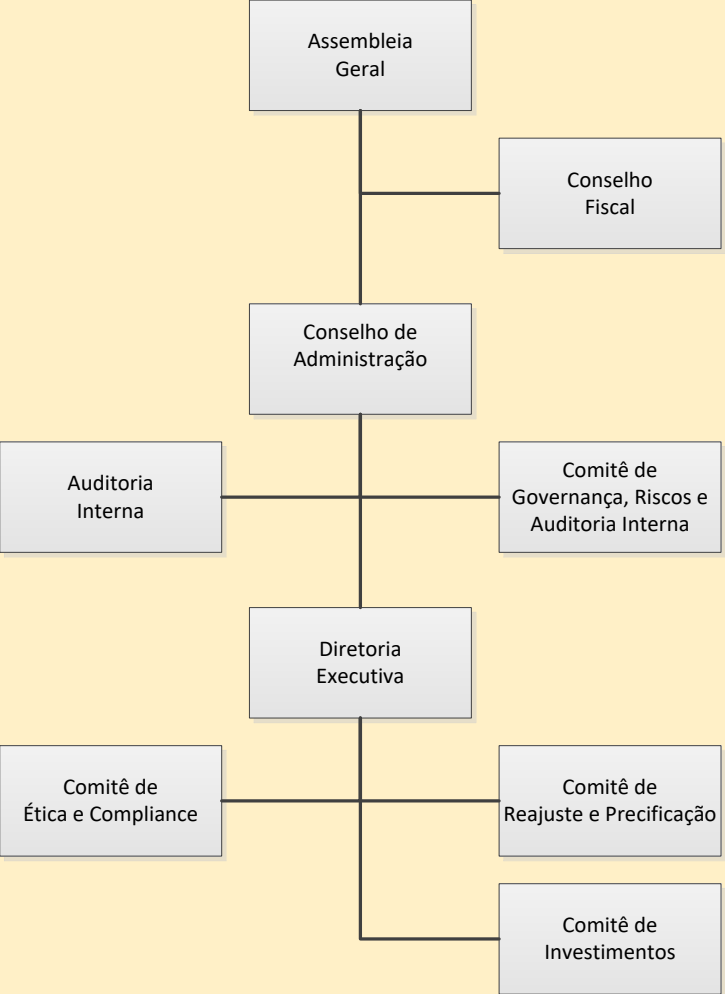 Assembleia
Geral
Conselho
Fiscal
Conselho de
Administração
Auditoria
Interna
Comitê de
Governança, Riscos e
Auditoria Interna
Diretoria
Executiva
Comitê de
Ética e Compliance
Comitê de
Reajuste e Precificação
Comitê de
Investimentos